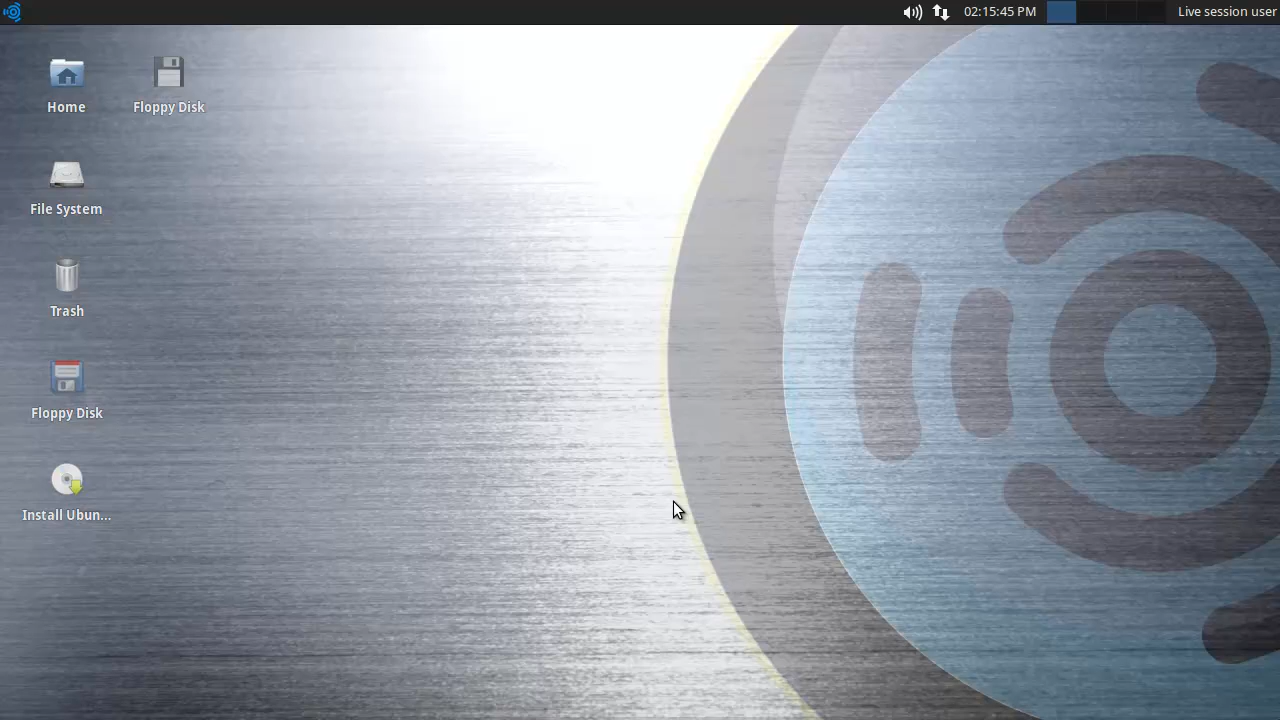 02:15:45 PM
Live session user
Home
Floppy Disk
File System
Trash
Floppy Disk
Install Ubun...